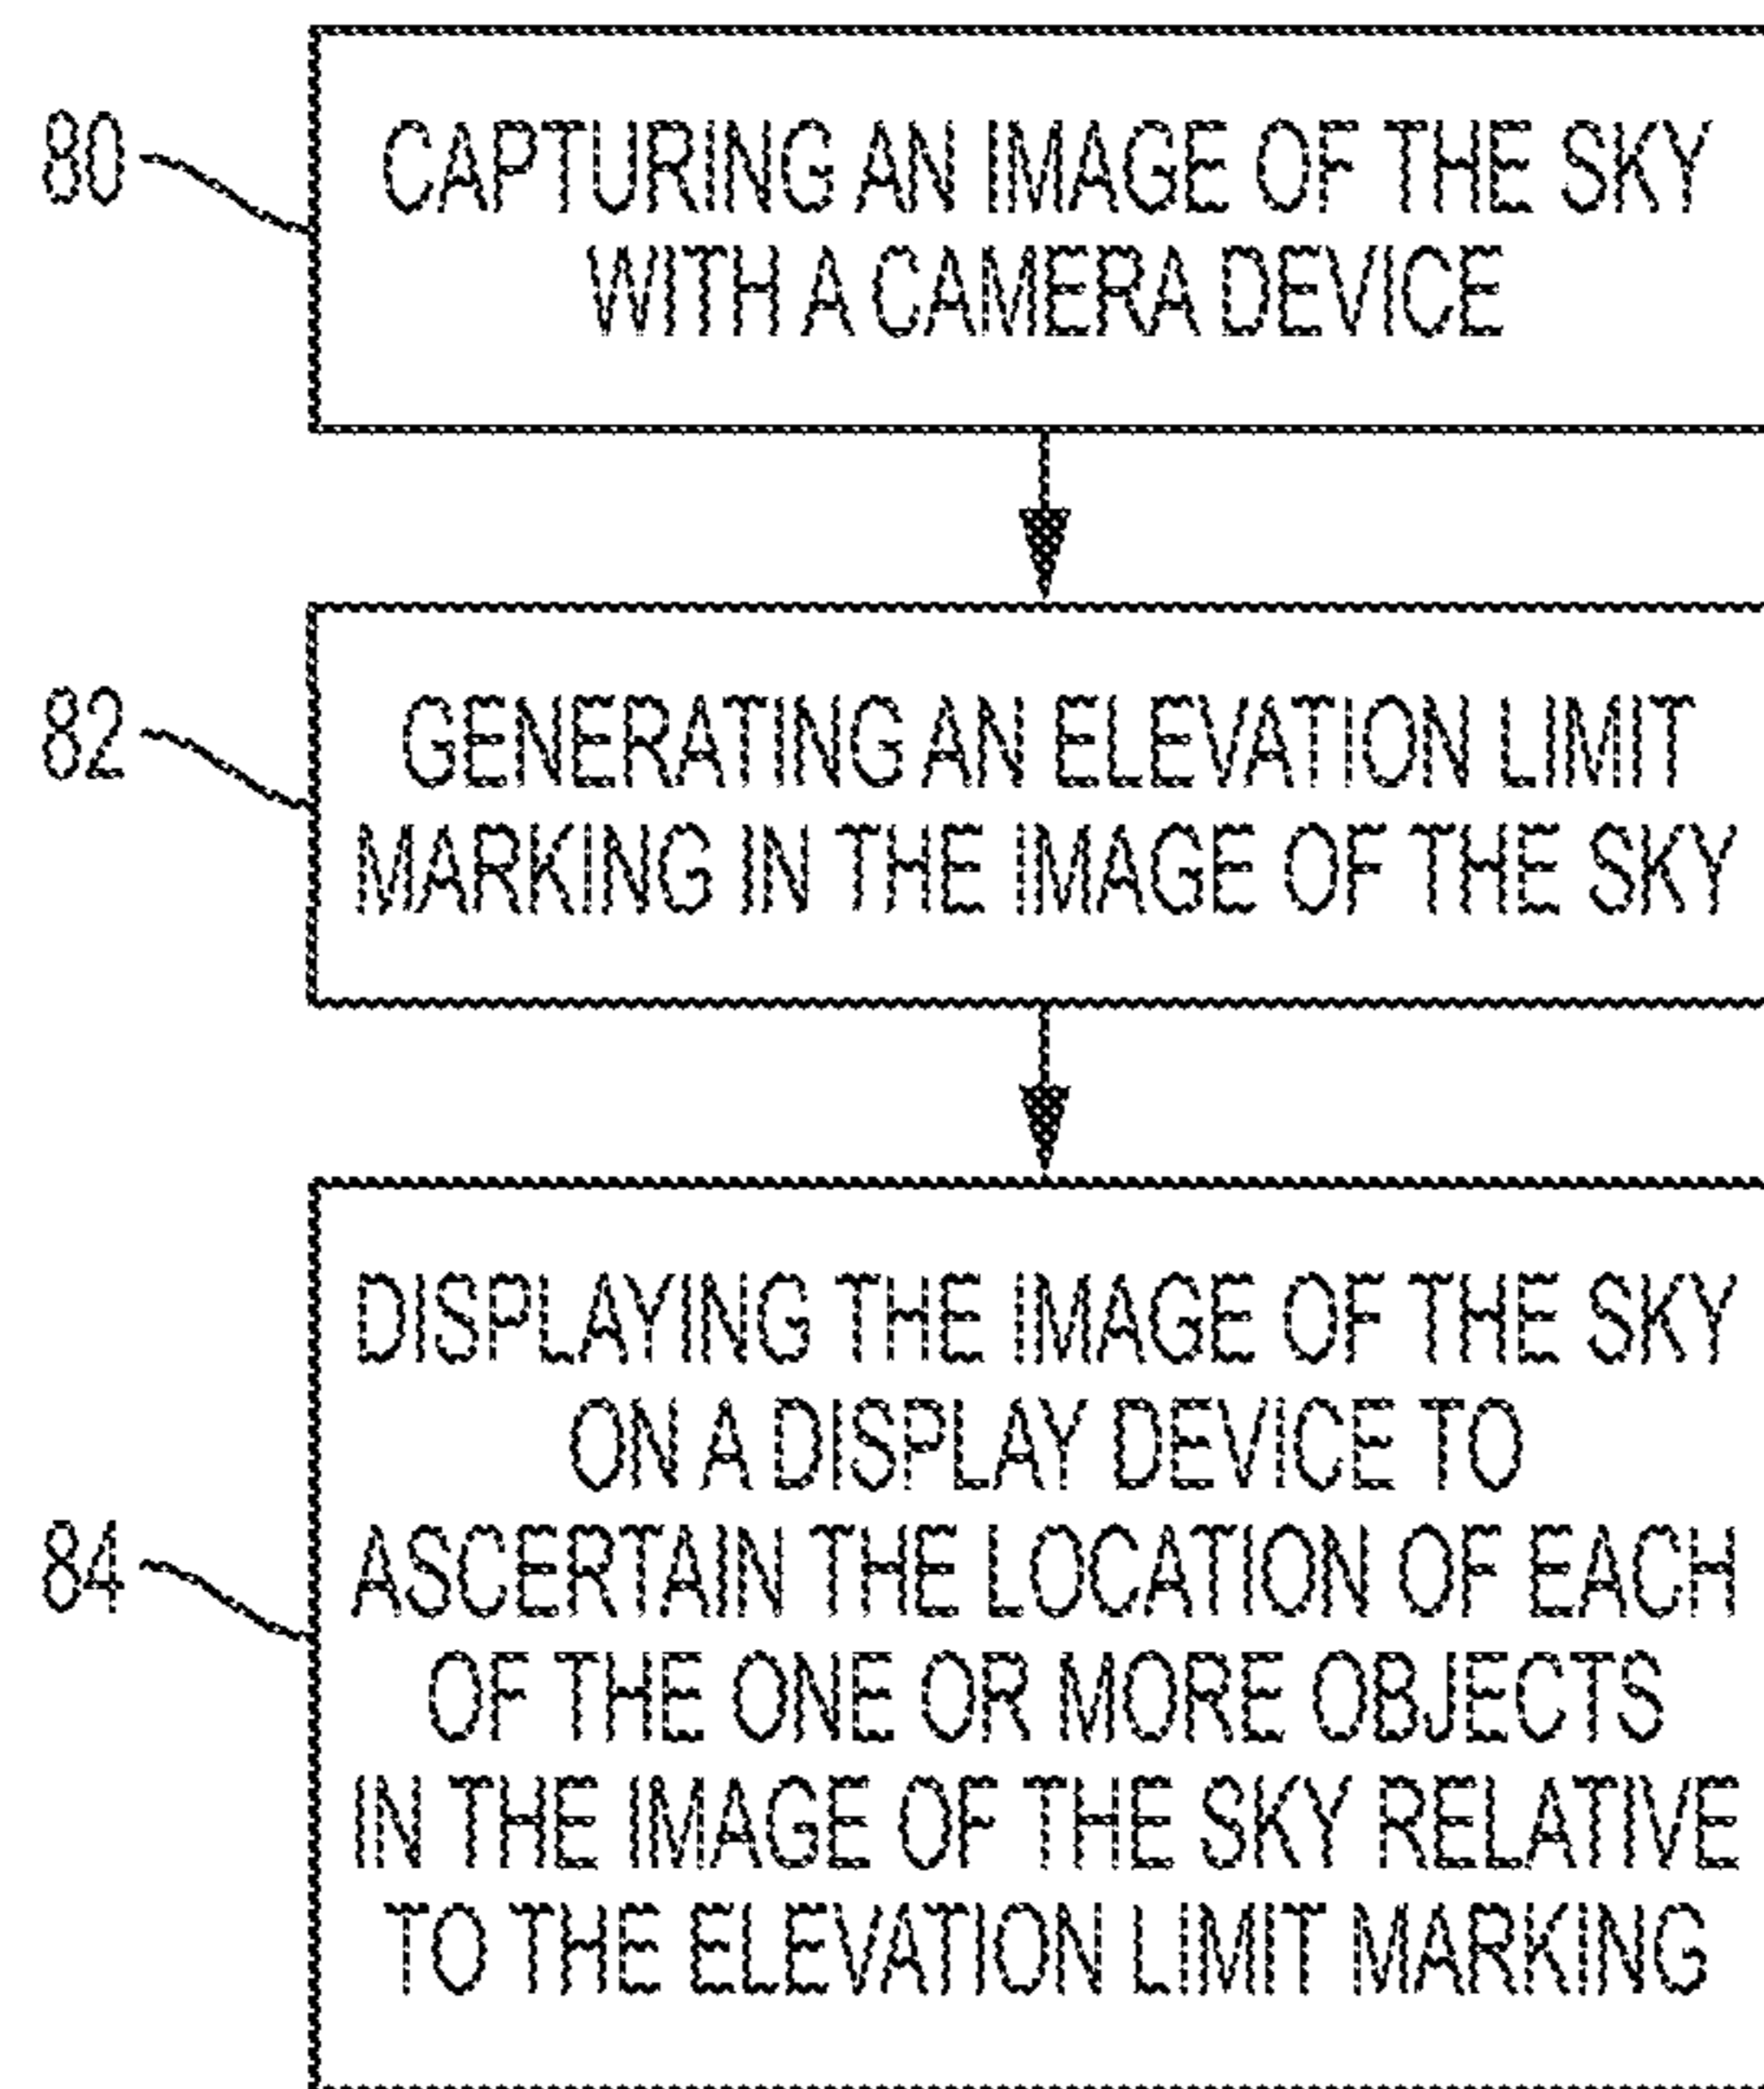 80
CAPTURING AN IMAGE OF THE SKY
WITH A CAMERA DEVICE
82
GENERATING AN ELEVATION LIMIT
MARKING IN THE IMAGE OF THE SKY
84
DISPLAYING THE IMAGE OF THE SKY
ON A DISPLAY DEVICE TO
ASCERTAIN THE LOCATION OF EACH
OF THE ONE OR MORE OBJECTS
IN THE IMAGE OF THE SKY RELATIVE
TO THE ELEVATION LIMIT MARKING